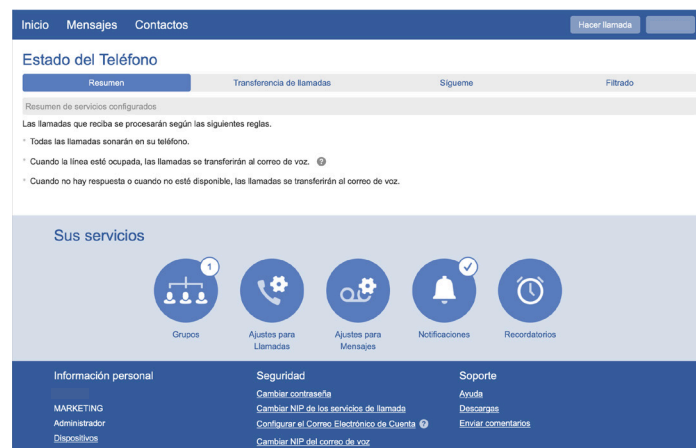 Inicio Mensajes Contactos Hacer llamada
Estado del Teléfono
Resumen Transferencia de llamadas Sígueme Filtrado
Resumen de servicios configurados
Las llamadas que reciba se procesarán según las siguientes reglas.
* Todas las llamadas sonarán en su teléfono.
* Cuando la línea esté ocupada, las llamadas se transferirán al correo de voz. ?
* Cuando no hay respuesta o cuando no esté disponible, las llamadas se transferirán al correo de voz.
Sus servicios
1
Grupos
Ajustes para
Llamadas
Ajustes para
Mensajes
Notificaciones
Recordatorios
Información personal
MARKETING
Administrador
Dispositivos
Seguridad
Cambiar contraseña
Cambiar NIP de los servicios de llamada
Configurar el Correo Electrónico de Cuenta ?
Cambiar NIP del correo de voz
Soporte
Ayuda
Descargas
Enviar comentarios